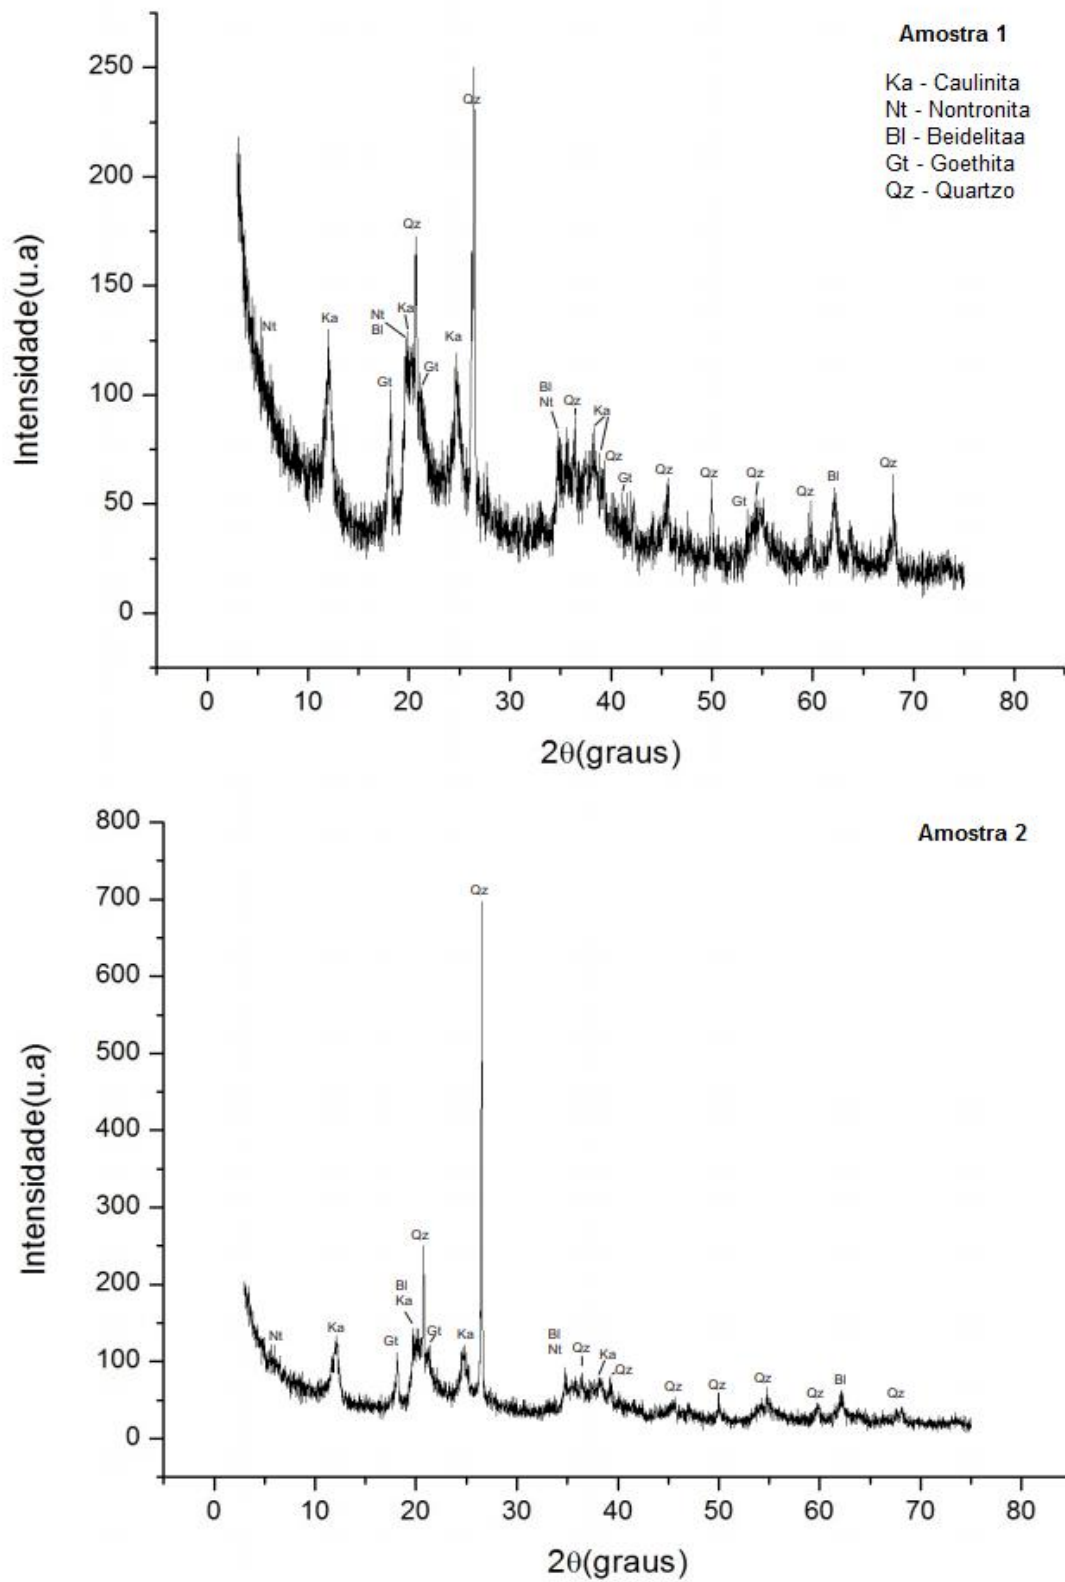 Amostra 1
Ka - Caulinita
Nt - Nontronita
Bl - Beidelitaa
Gt - Goethita
Qz - Quartzo
250
200
150
100
50
0
Intensidade(u.a)
Nt
Ka
Gt
Nt
Bl
Ka
Qz
Gt
Ka
Qz
Bl
Nt
Qz
Ka
Qz
Gt
Qz
Qz
Gt
Qz
Qz
Bl
Qz
0 10 20 30 40 50 60 70 80
2θ(graus)
Amostra 2
800
700
600
500
400
300
200
100
0
Intensidade(u.a)
Nt
Ka
Gt
Bl
Ka
Qz
Gt
Ka
Qz
Bl
Nt
Qz
Ka
Qz
Qz
Qz
Qz
Qz
Bl
Qz
0 10 20 30 40 50 60 70 80
2θ(graus)